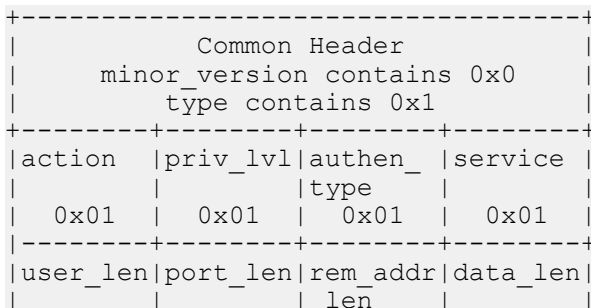 +-----------------------------------+
| Common Header |
| minor_version contains 0x0 |
| type contains 0x1 |
+--------+--------+--------+--------+
|action |priv_lvl|authen_ |service |
| | |type | |
| 0x01 | 0x01 | 0x01 | 0x01 |
|--------+--------+--------+--------|
|user_len|port_len|rem_addr|data_len|
| | | len | |